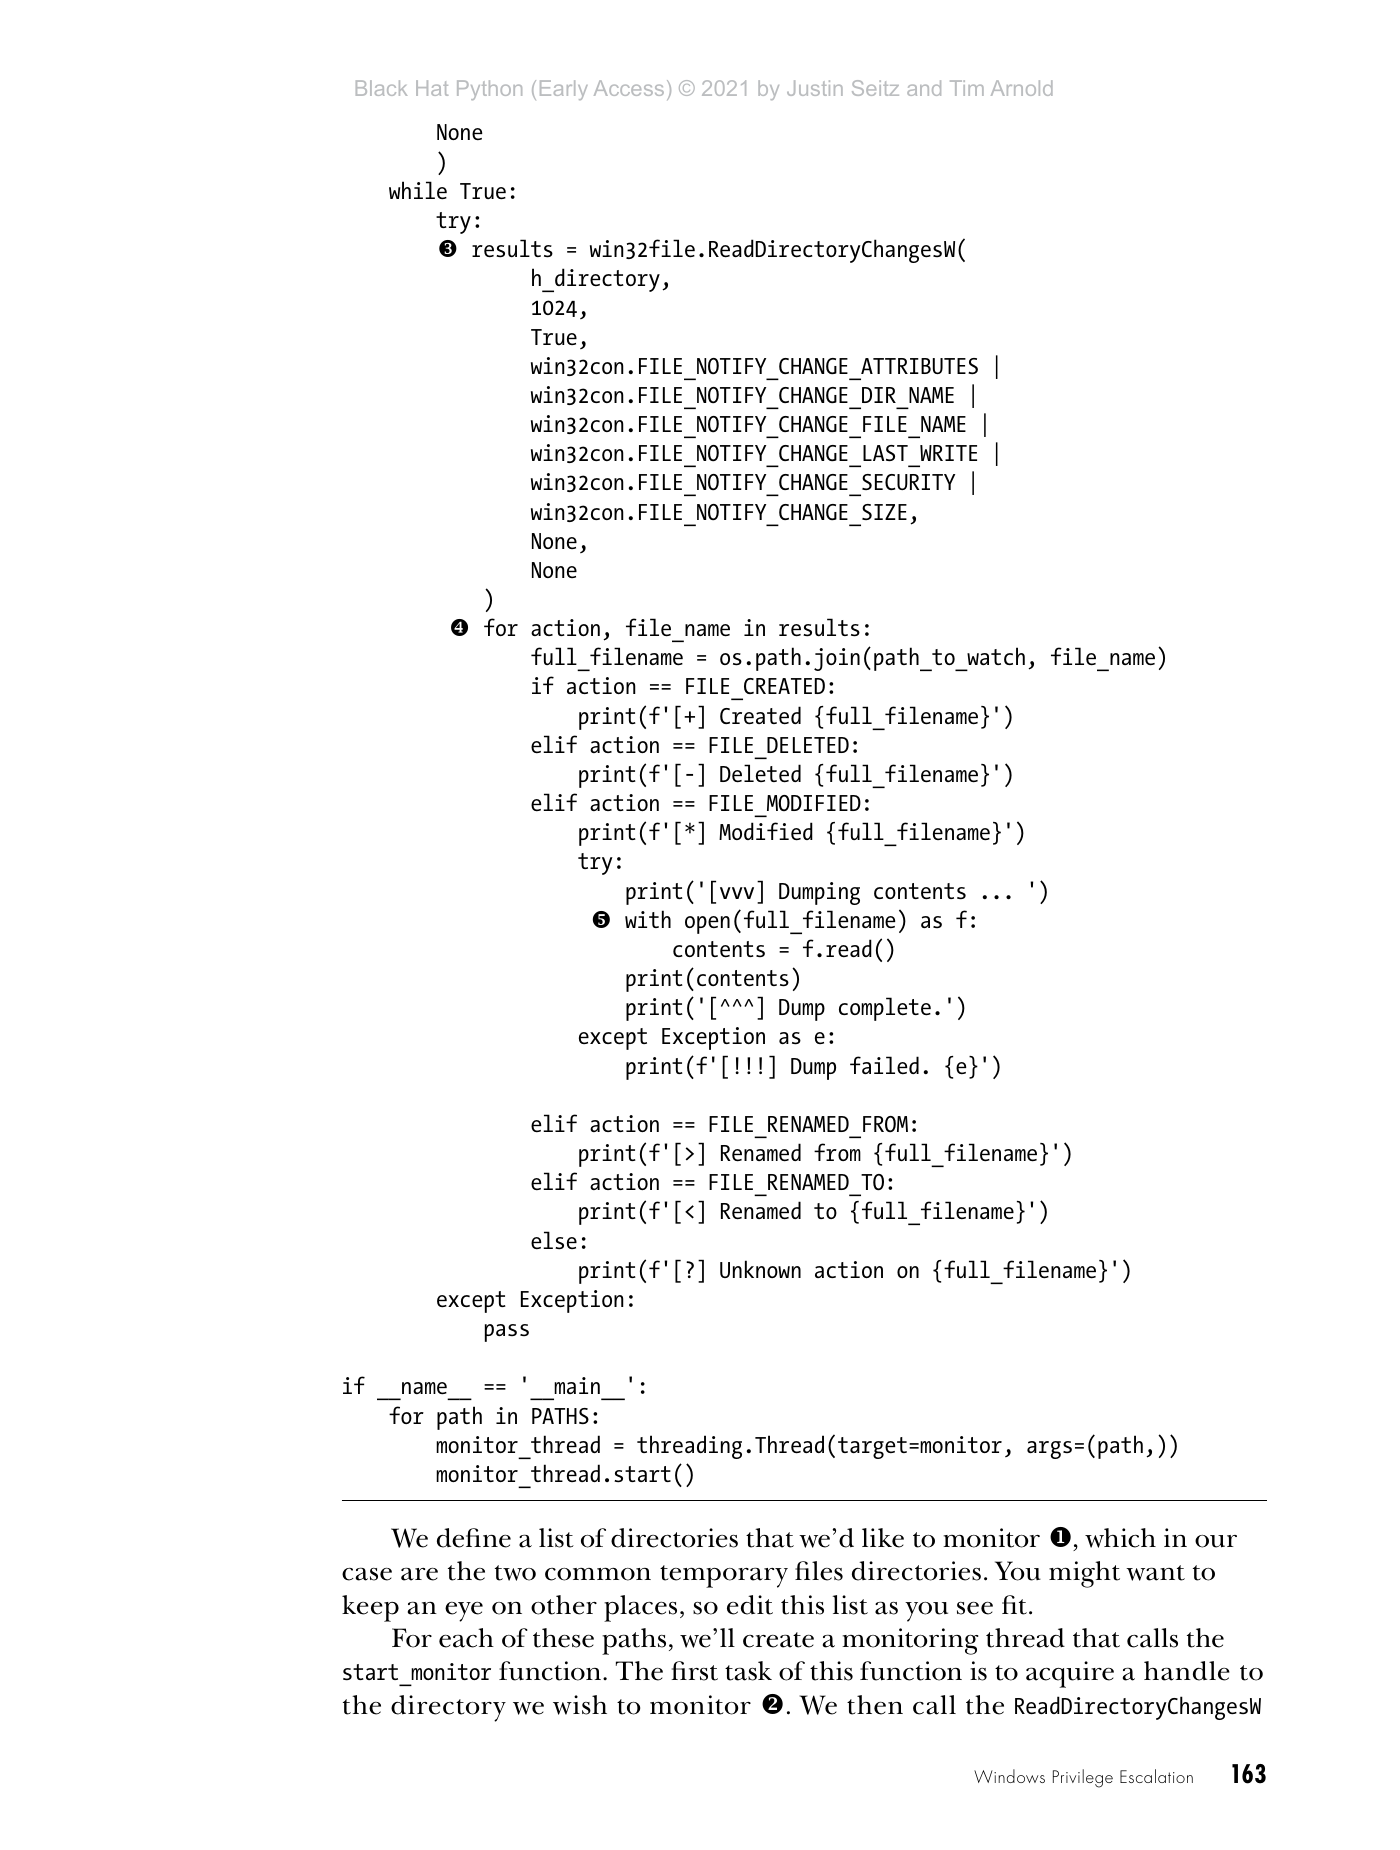 Black Hat Python (Early Access) © 2021 by Justin Seitz and Tim Arnold
        None
        )
    while True:
        try:
        ❸ results = win32file.ReadDirectoryChangesW(
                h_directory,
                1024,
                True,
                win32con.FILE_NOTIFY_CHANGE_ATTRIBUTES |
                win32con.FILE_NOTIFY_CHANGE_DIR_NAME |
                win32con.FILE_NOTIFY_CHANGE_FILE_NAME |
                win32con.FILE_NOTIFY_CHANGE_LAST_WRITE |
                win32con.FILE_NOTIFY_CHANGE_SECURITY |
                win32con.FILE_NOTIFY_CHANGE_SIZE,
                None,
                None
            )
         ❹ for action, file_name in results:
                full_filename = os.path.join(path_to_watch, file_name)
                if action == FILE_CREATED:
                    print(f'[+] Created {full_filename}')
                elif action == FILE_DELETED:
                    print(f'[-] Deleted {full_filename}')
                elif action == FILE_MODIFIED:
                    print(f'[*] Modified {full_filename}')
                    try:
                        print('[vvv] Dumping contents ... ')
                     ❺ with open(full_filename) as f:
                            contents = f.read()
                        print(contents)
                        print('[^^^] Dump complete.')
                    except Exception as e:
                        print(f'[!!!] Dump failed. {e}')

                elif action == FILE_RENAMED_FROM:
                    print(f'[>] Renamed from {full_filename}')
                elif action == FILE_RENAMED_TO:
                    print(f'[<] Renamed to {full_filename}')
                else:
                    print(f'[?] Unknown action on {full_filename}')
        except Exception:
            pass

if __name__ == '__main__':
    for path in PATHS:
        monitor_thread = threading.Thread(target=monitor, args=(path,))
        monitor_thread.start()
We define a list of directories that we’d like to monitor ❶, which in our
case are the two common temporary files directories. You might want to
keep an eye on other places, so edit this list as you see fit.
For each of these paths, we’ll create a monitoring thread that calls the
start_monitor function. The first task of this function is to acquire a handle to
the directory we wish to monitor ❷. We then call the ReadDirectoryChangesW
Windows Privilege Escalation 163